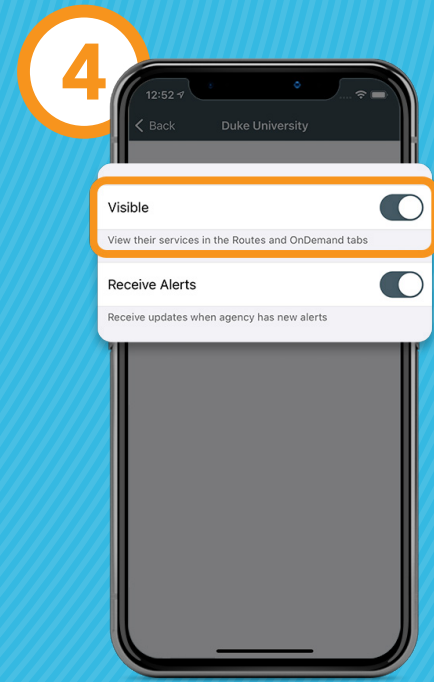 4
12:52
Back Duke University
Visible
View their services in the Routes and OnDemand tabs
Receive Alerts
Receive updates when agency has new alerts